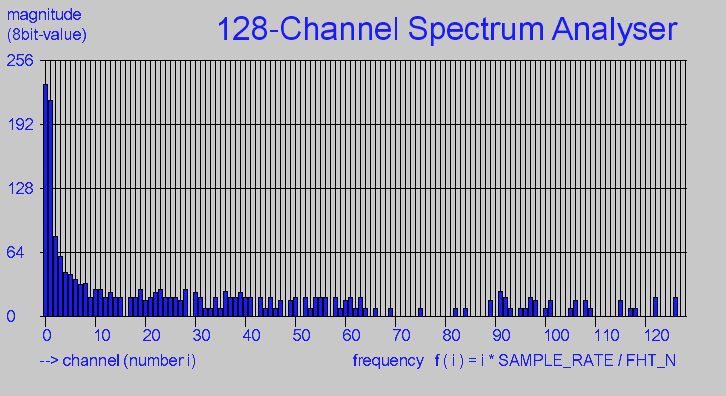 magnitude
(8bit-value)
128-Channel Spectrum Analyser
256
192
128
64
0
0 10 20 30 40 50 60 70 80 90 100 110 120
--> channel (number i)
frequency f ( i ) = i * SAMPLE_RATE / FHT_N